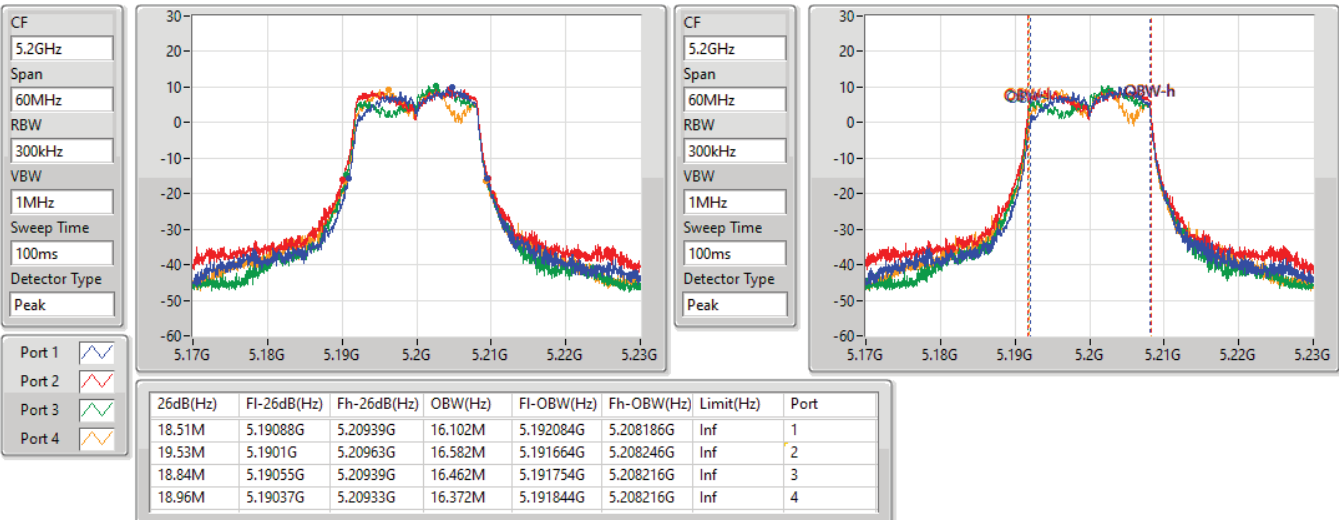 CF
5.2GHz
Span
60MHz
RBW
300kHz
VBW
1MHz
Sweep Time
100ms
Detector Type
Peak
30
20
10
0
-10
-20
-30
-40
-50
-60
5.17G 5.18G 5.19G 5.2G 5.21G 5.22G 5.23G
CF
5.2GHz
Span
60MHz
RBW
300kHz
VBW
1MHz
Sweep Time
100ms
Detector Type
Peak
30
20
10
0
-10
-20
-30
-40
-50
-60
OBW-h
5.17G 5.18G 5.19G 5.2G 5.21G 5.22G 5.23G
Port 1
Port 2
Port 3
Port 4
26dB(Hz) Fl-26dB(Hz) Fh-26dB(Hz) OBW(Hz) Fl-OBW(Hz) Fh-OBW(Hz) Limit(Hz) Port
18.51M 5.19088G 5.20939G 16.102M 5.192084G 5.208186G Inf 1
19.53M 5.1901G 5.20963G 16.582M 5.191664G 5.208246G Inf 2
18.84M 5.19055G 5.20939G 16.462M 5.191754G 5.208216G Inf 3
18.96M 5.19037G 5.20933G 16.372M 5.191844G 5.208216G Inf 4